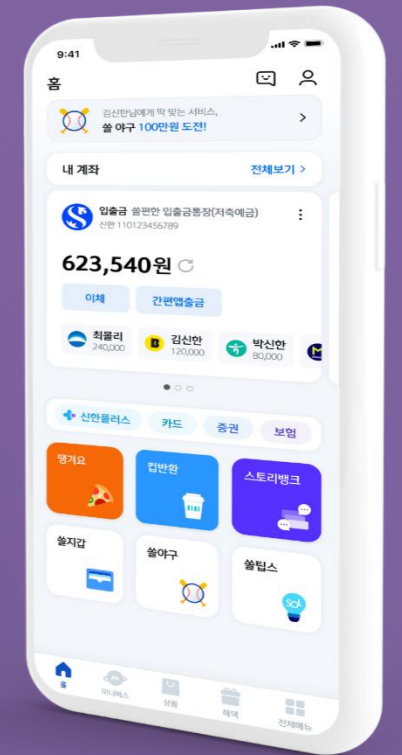 9:41
홈
김신한님에게 딱 맞는 서비스,
쏠 야구 100만원 도전!
내 계좌
전체보기 >
입출금 쏠편한 입출금통장(저축예금)
신한 110123456789
623,540원
이체
간편앱출금
최몰리
240,000
김신한
120,000
박신한
80,000
신한플러스
카드
증권
보험
땡겨요
컵반환
스토리뱅크
쏠지갑
쏠야구
쏠팁스
sol
홈
머니버스
상품
혜택
전체메뉴